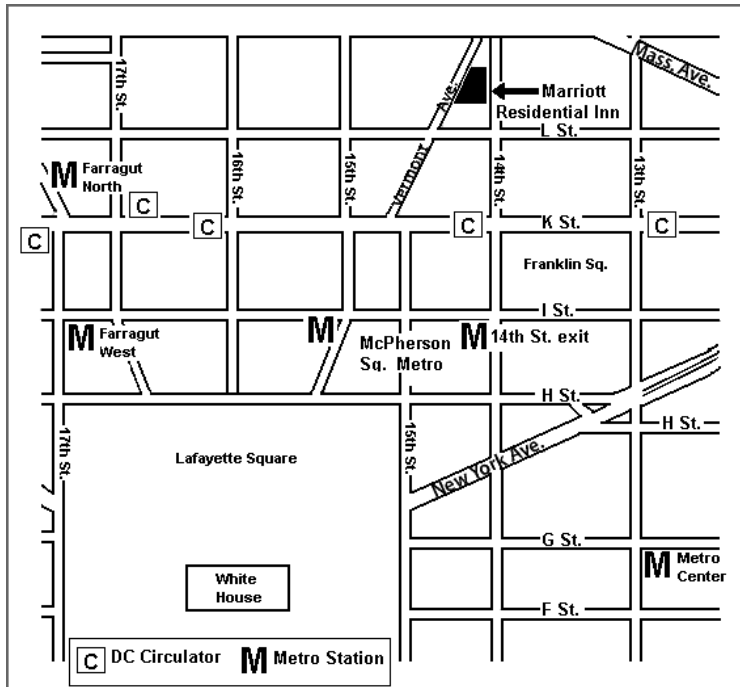 Mass. Ave.
17th St.
Ave.
Marriott
Residential Inn
L St.
Vermont
M Farragut
North
16th St.
15th St.
14th St.
13th St.
C
C
C
C
C
K St.
Franklin Sq.
I St.
M Farragut
West
M
McPherson
Sq. Metro
M 14th St. exit
H St.
H St.
17th St.
15th St.
Lafayette Square
New York Ave.
G St.
M Metro
Center
White
House
F St.
C DC Circulator M Metro Station